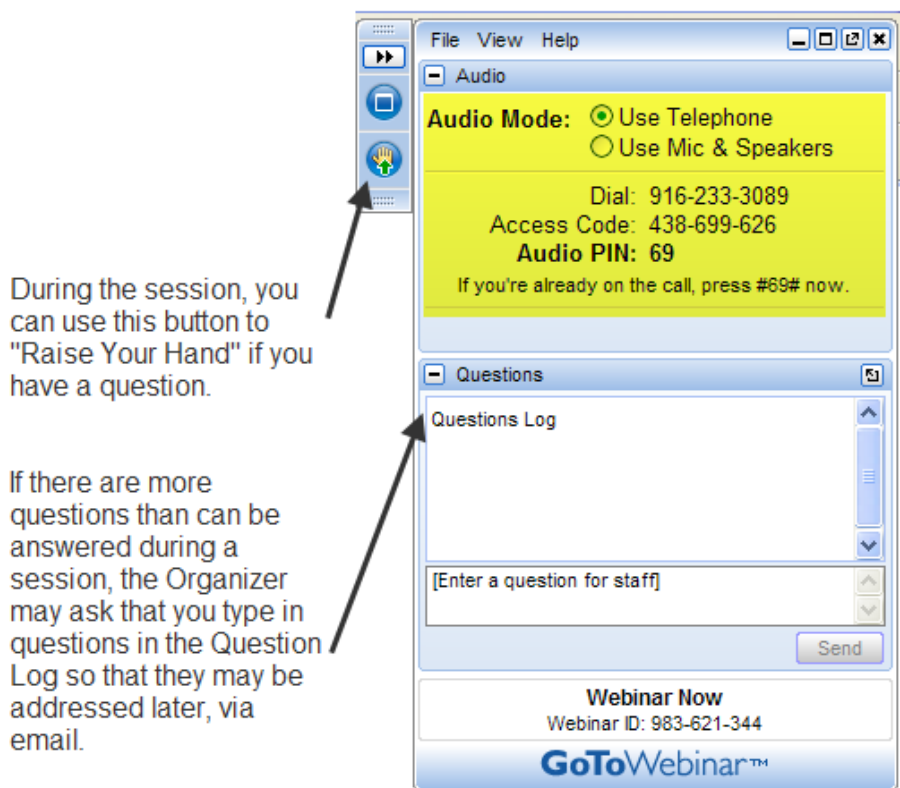 File View Help
Audio
Audio Mode: Use Telephone
Use Mic & Speakers
Dial: 916-233-3089
Access Code: 438-699-626
Audio PIN: 69
If you're already on the call, press #69# now.
During the session, you
can use this button to
"Raise Your Hand" if you
have a question.
Questions
Questions Log
If there are more
questions than can be
answered during a
session, the Organizer
may ask that you type in
questions in the Question
Log so that they may be
addressed later, via
email.
[Enter a question for staff]
Send
Webinar Now
Webinar ID: 983-621-344
GoToWebinar™